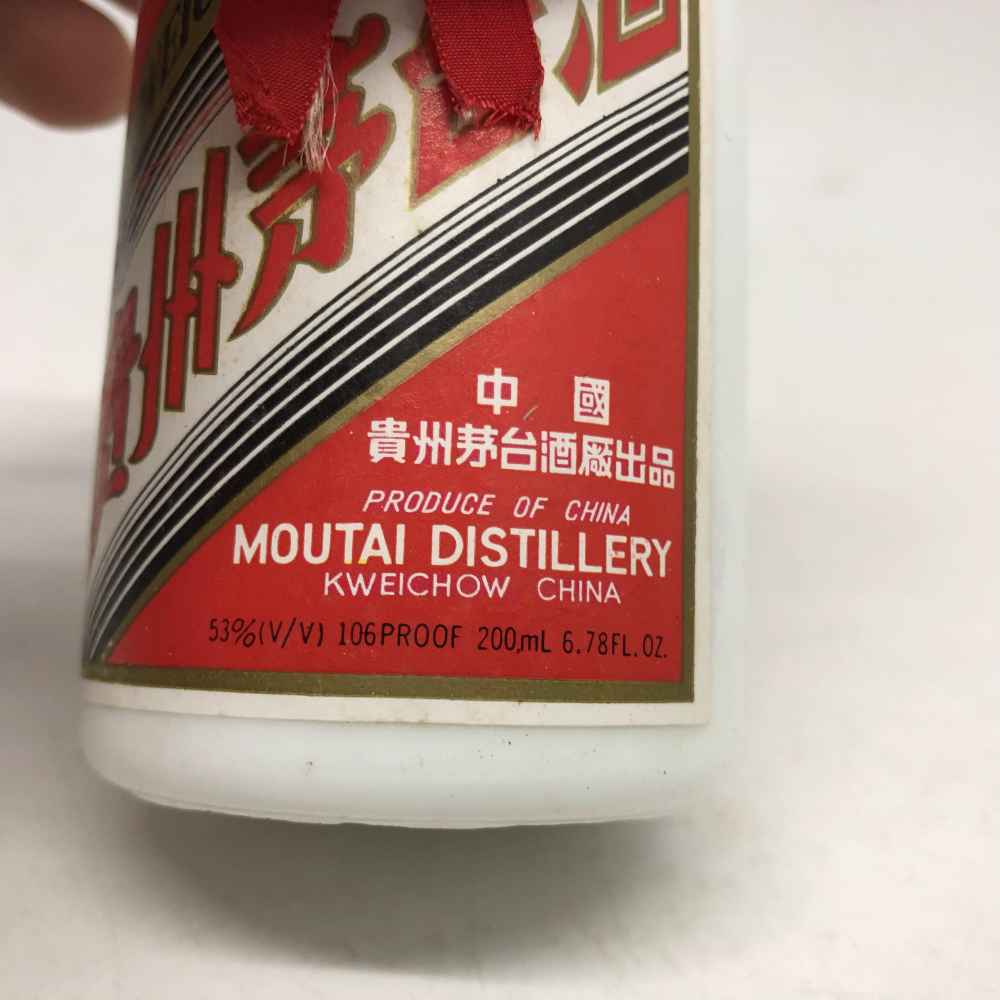 貴州茅台酒
中國
貴州茅台酒廠出品
PRODUCE OF CHINA
MOUTAI DISTILLERY
KWEICHOW CHINA
53%(V/V) 106PROOF 200mL 6.78FL.OZ.